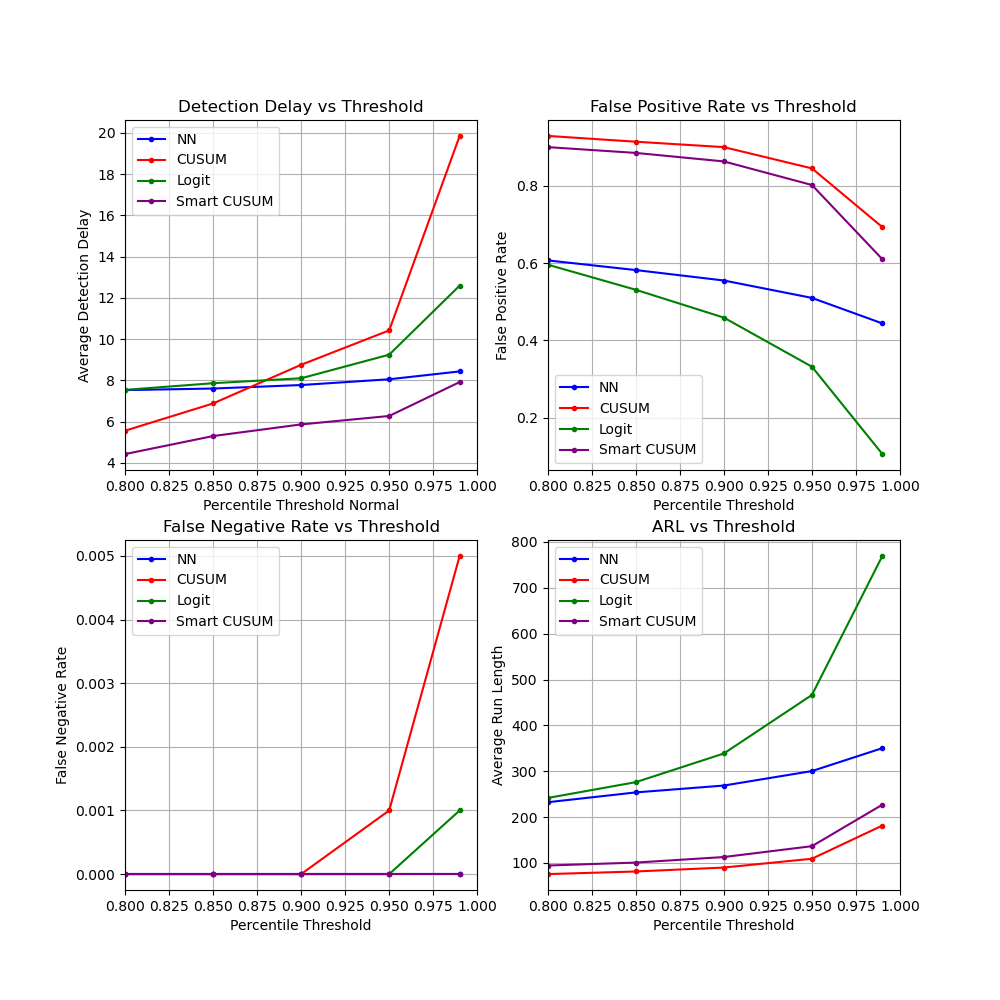 Detection Delay vs Threshold
Average Detection Delay
20
18
16
14
12
10
8
6
4
NN
CUSUM
Logit
Smart CUSUM
0.800 0.825 0.850 0.875 0.900 0.925 0.950 0.975 1.000
Percentile Threshold Normal
False Positive Rate vs Threshold
False Positive Rate
0.8
0.6
0.4
0.2
NN
CUSUM
Logit
Smart CUSUM
0.800 0.825 0.850 0.875 0.900 0.925 0.950 0.975 1.000
Percentile Threshold
False Negative Rate vs Threshold
False Negative Rate
0.005
0.004
0.003
0.002
0.001
0.000
NN
CUSUM
Logit
Smart CUSUM
0.800 0.825 0.850 0.875 0.900 0.925 0.950 0.975 1.000
Percentile Threshold
ARL vs Threshold
Average Run Length
800
700
600
500
400
300
200
100
NN
CUSUM
Logit
Smart CUSUM
0.800 0.825 0.850 0.875 0.900 0.925 0.950 0.975 1.000
Percentile Threshold